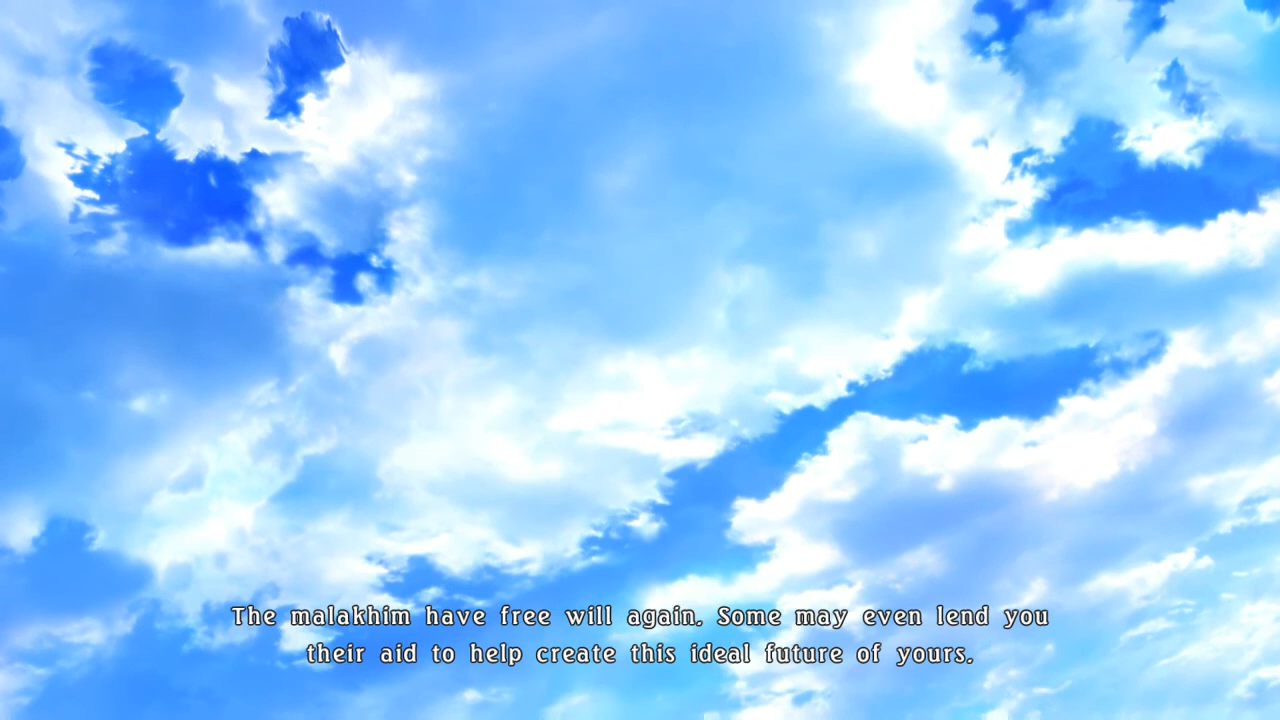 The malakhim have free will again. Some may even lend you
their aid to help create this ideal future of yours.